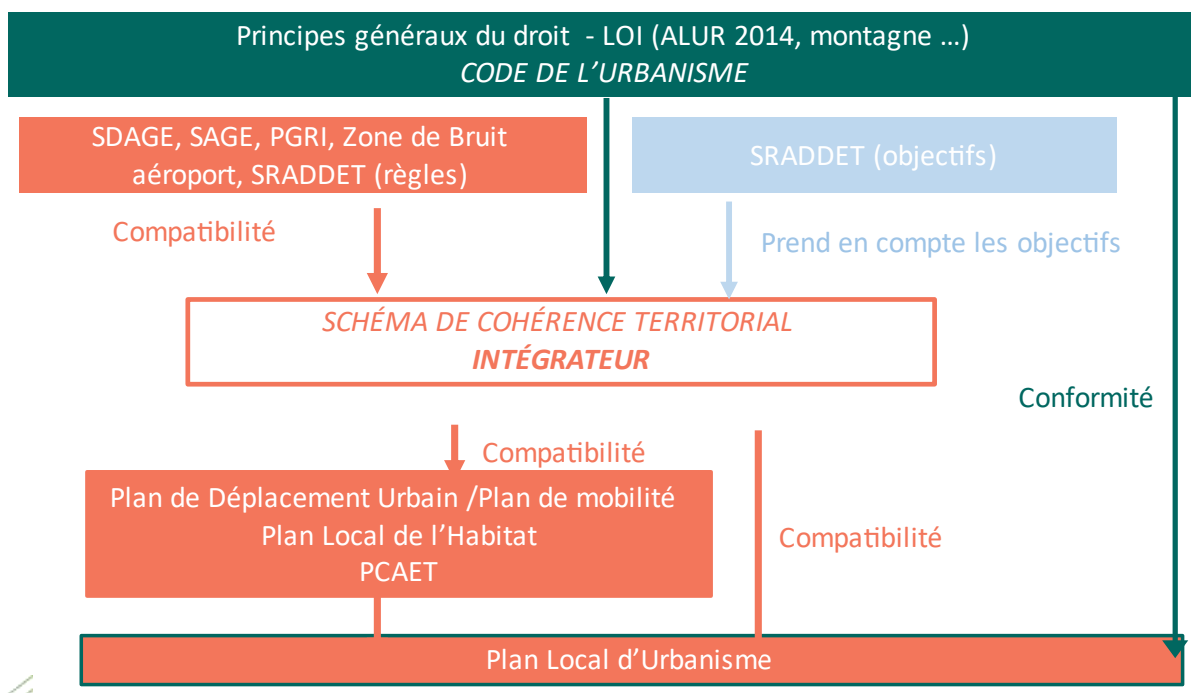 Principes généraux du droit - LOI (ALUR 2014, montagne …)
CODE DE L’URBANISME
SDAGE, SAGE, PGRI, Zone de Bruit
aéroport, SRADDET (règles)
SRADDET (objectifs)
Compatibilité
Prend en compte les objectifs
SCHÉMA DE COHÉRENCE TERRITORIAL
INTÉGRATEUR
Conformité
Compatibilité
Plan de Déplacement Urbain /Plan de mobilité
Plan Local de l’Habitat
PCAET
Compatibilité
Plan Local d’Urbanisme